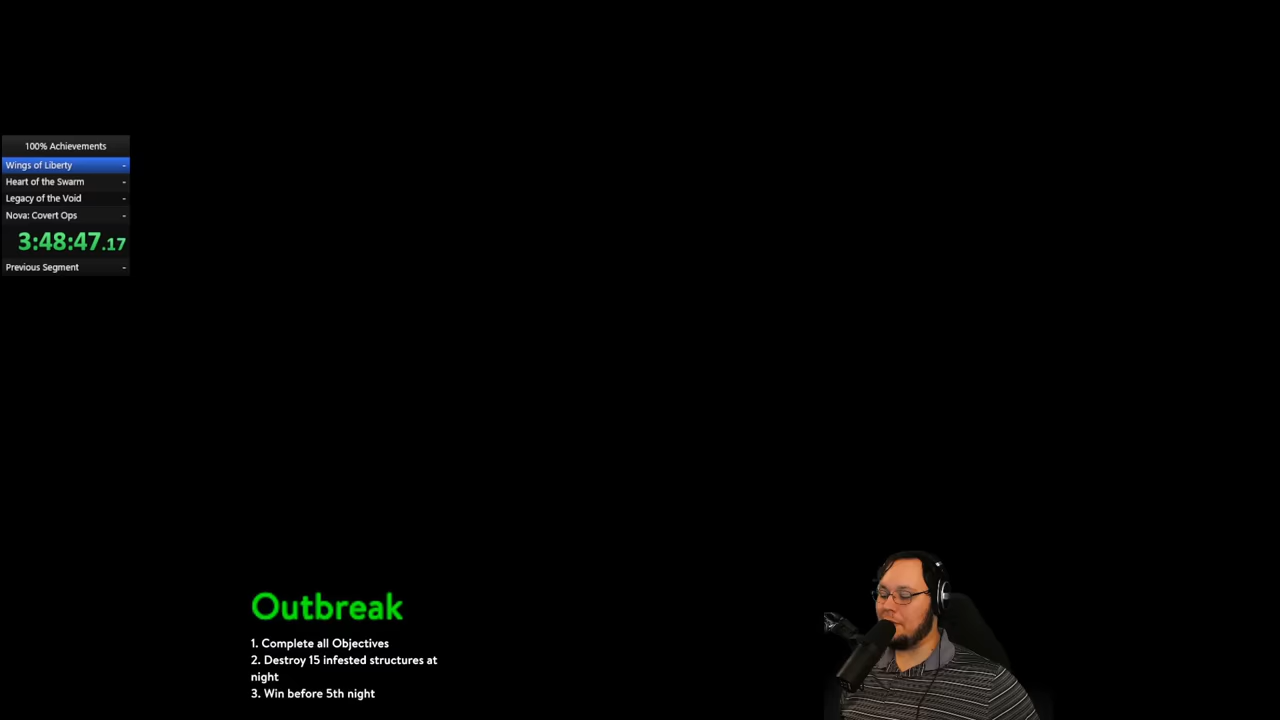 100% Achievements
Wings of Liberty -
Heart of the Swarm -
Legacy of the Void -
Nova: Covert Ops -
3:48:47.17
Previous Segment -
Outbreak
1. Complete all Objectives
2. Destroy 15 infested structures at
night
3. Win before 5th night